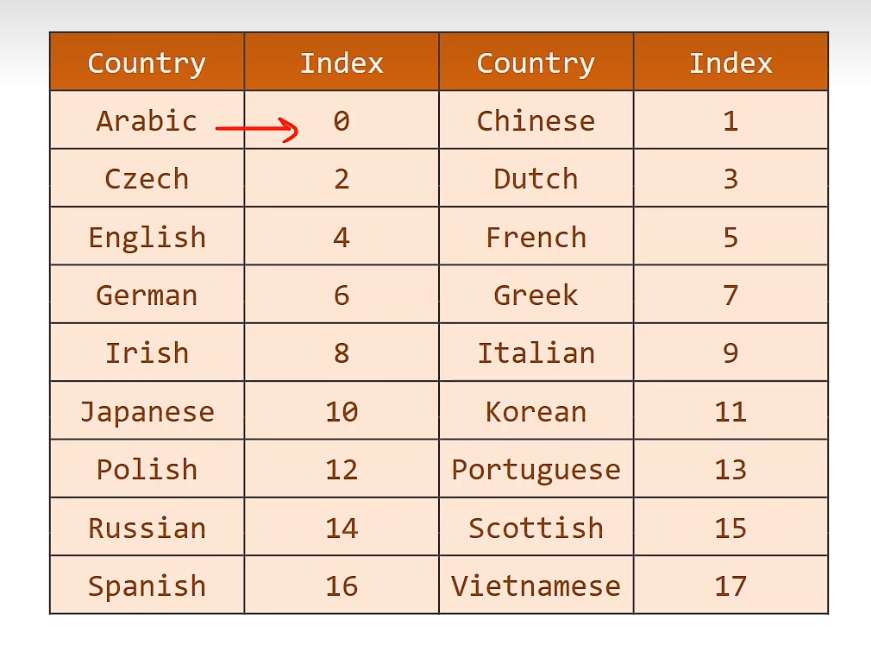 Country Index Country Index
Arabic 0 Chinese 1
Czech 2 Dutch 3
English 4 French 5
German 6 Greek 7
Irish 8 Italian 9
Japanese 10 Korean 11
Polish 12 Portuguese 13
Russian 14 Scottish 15
Spanish 16 Vietnamese 17